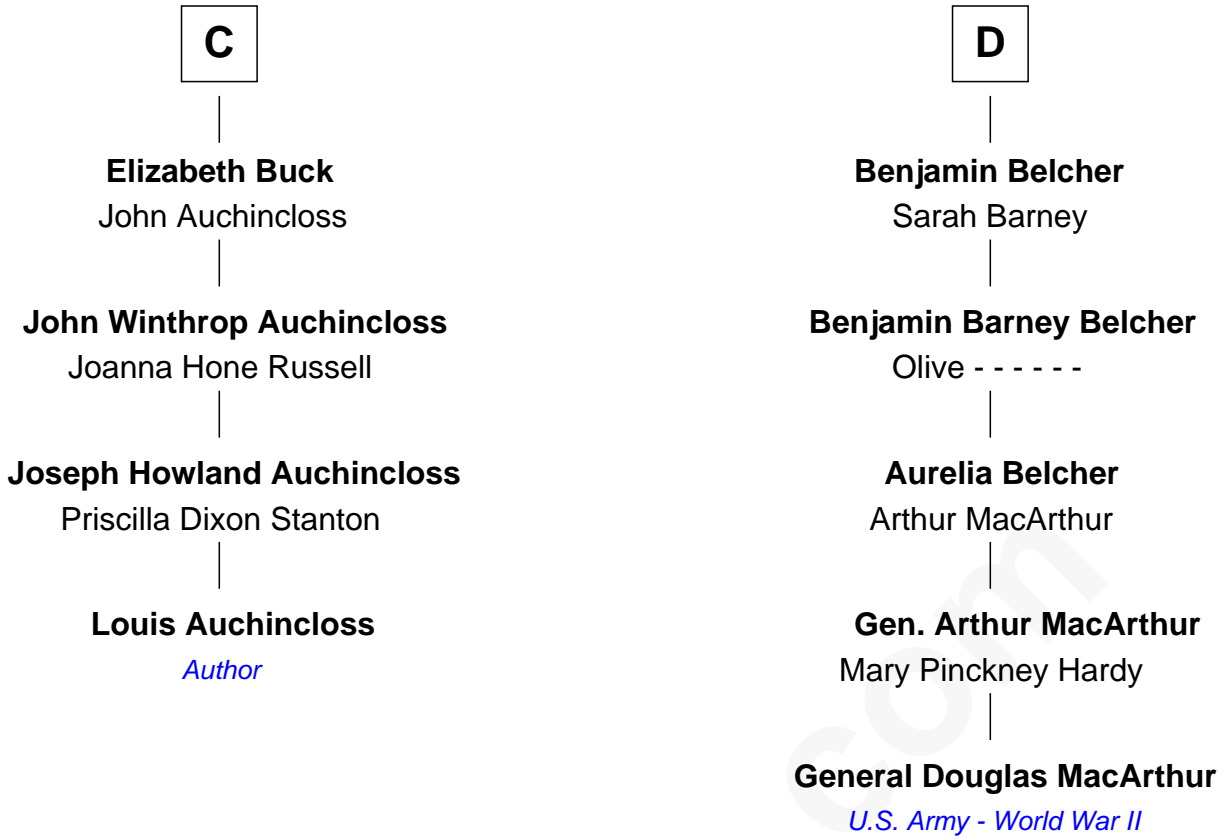 C
Elizabeth Buck
John Auchincloss
John Winthrop Auchincloss
Joanna Hone Russell
Joseph Howland Auchincloss
Priscilla Dixon Stanton
Louis Auchincloss
Author
D
Benjamin Belcher
Sarah Barney
Benjamin Barney Belcher
Olive - - - - - -
Aurelia Belcher
Arthur MacArthur
Gen. Arthur MacArthur
Mary Pinckney Hardy
General Douglas MacArthur
U.S. Army - World War II
com